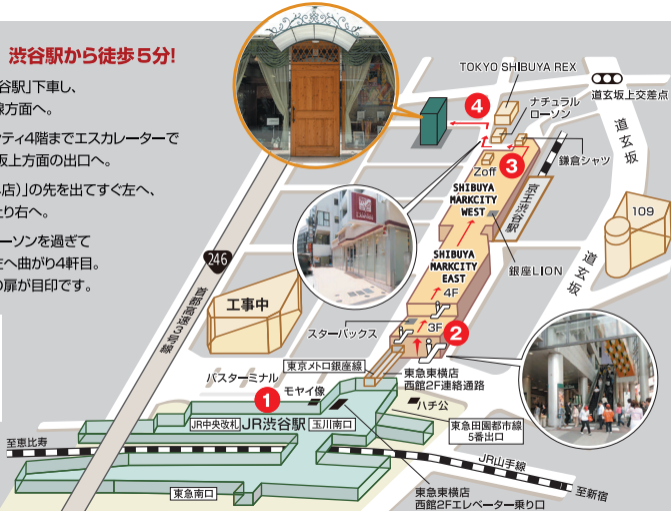 渋谷駅から徒歩5分!
谷駅」下車し、
線方面へ。
ティ4階までエスカレーターで
坂上方面の出口へ。
店)」の先を出てすぐ左へ、
たり右へ。
ーソンを過ぎて
左へ曲がり4軒目。
の扉が目印です。
TOKYO SHIBUYA REX
道玄坂上交差点
ナチュラル
ローソン
4
道玄坂
3
鎌倉シャツ
Zoff
SHIBUYA
MARKCITY
WEST
京王渋谷駅
109
246
SHIBUYA
MARKCITY
EAST
銀座LION
道玄坂
首都高速3号線
工事中
4F
スターバックス
3F
2
東京メトロ銀座線
バスターミナル
東急東横店
西館2F連絡通路
1
モヤイ像
ハチ公
JR中央改札
JR渋谷駅
玉川南口
東急田園都市線
5番出口
至恵比寿
JR山手線
東急南口
至新宿
東急東横店
西館2Fエレベーター乗り口